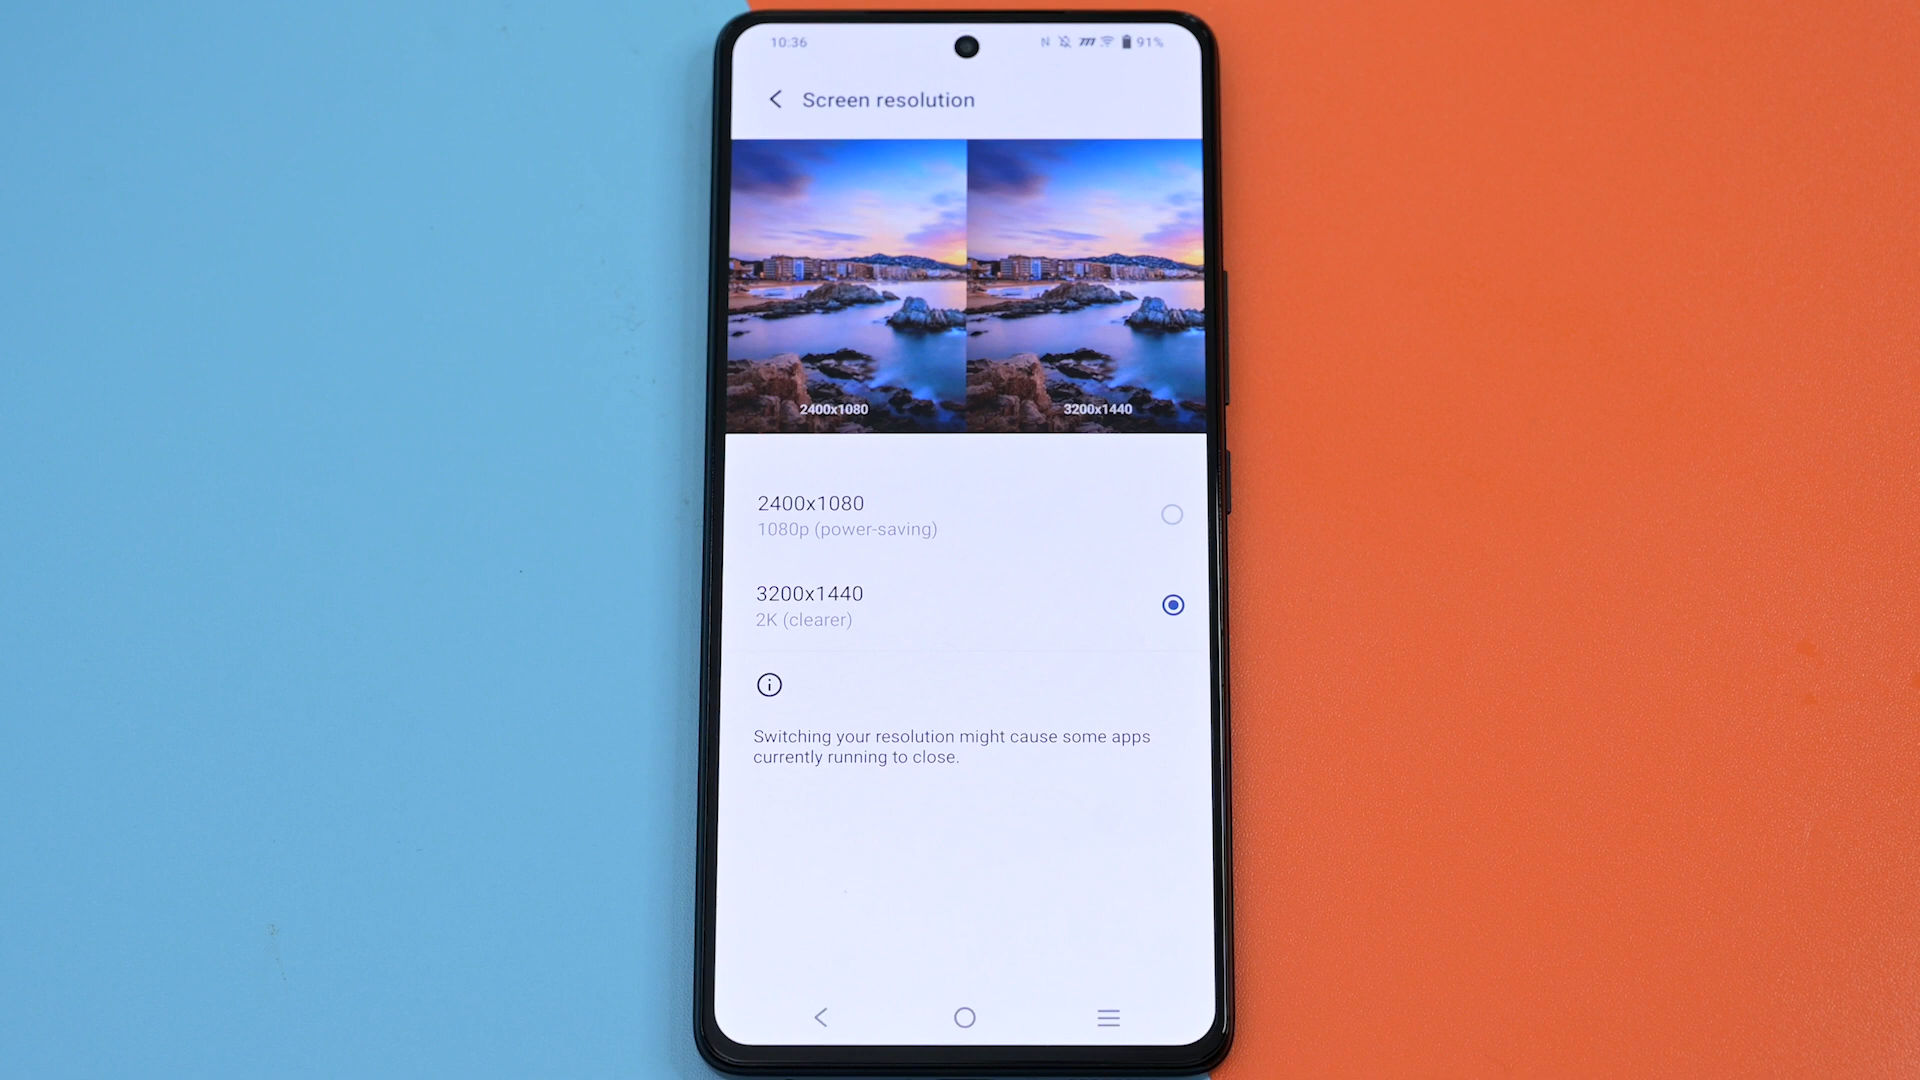 10:36
N 91%
Screen resolution
2400x1080 3200x1440
2400x1080
1080p (power-saving)
3200x1440
2K (clearer)
Switching your resolution might cause some apps
currently running to close.